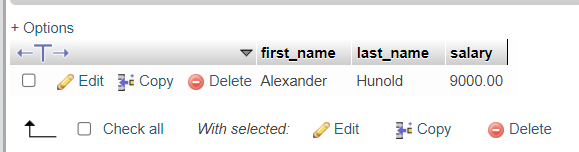 + Options
first_name last_name salary
Edit Copy Delete Alexander Hunold 9000.00
Check all With selected: Edit Copy Delete